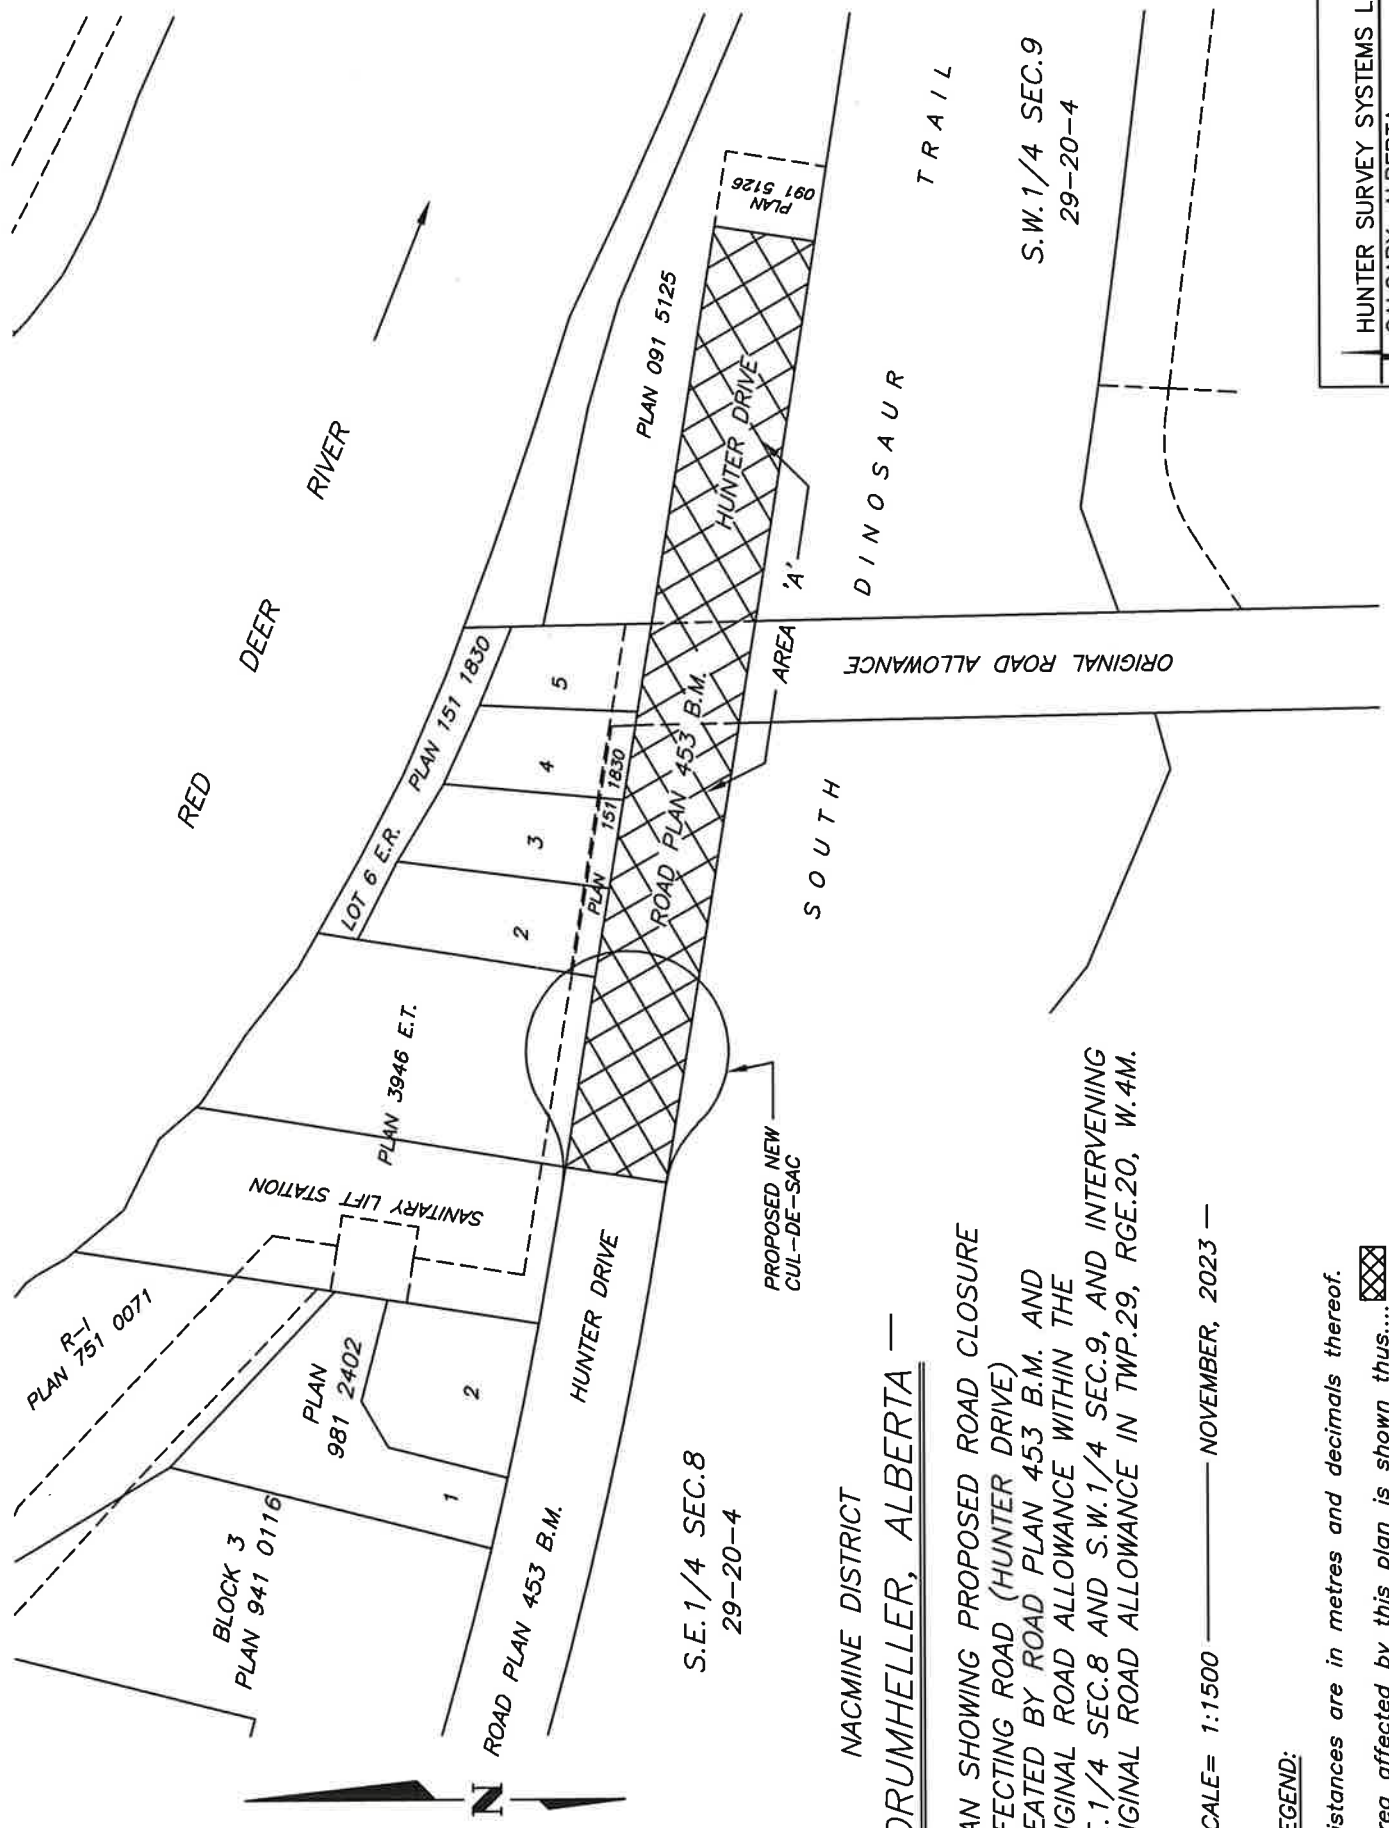 RED
DEER
RIVER
R-1
PLAN 751 0071
BLOCK 3
PLAN 941 0116
PLAN
981 2402
1
2
SANITARY LIFT STATION
PLAN 3946 E.T.
LOT 6 E.R.
PLAN 151 1830
2
3
4
5
PLAN 151 1830
PLAN 091 5125
PLAN
091 5126
ROAD PLAN 453 B.M.
HUNTER DRIVE
ROAD PLAN 453 B.M.
HUNTER DRIVE
AREA 'A'
PROPOSED NEW
CUL-DE-SAC
SOUTH
DINOSAUR
TRAIL
ORIGINAL ROAD ALLOWANCE
S.E.1/4 SEC.8
29-20-4
S.W.1/4 SEC.9
29-20-4
N
NACMINE DISTRICT
DRUMHELLER, ALBERTA —
AN SHOWING PROPOSED ROAD CLOSURE
FECTING ROAD (HUNTER DRIVE)
EATED BY ROAD PLAN 453 B.M. AND
IGINAL ROAD ALLOWANCE WITHIN THE
E.1/4 SEC.8 AND S.W.1/4 SEC.9, AND INTERVENING
IGINAL ROAD ALLOWANCE IN TWP.29, RGE.20, W.4M.
CALE= 1:1500 — NOVEMBER, 2023 —
EGEND:
istances are in metres and decimals thereof.
rea affected by this plan is shown thus....
HUNTER SURVEY SYSTEMS L